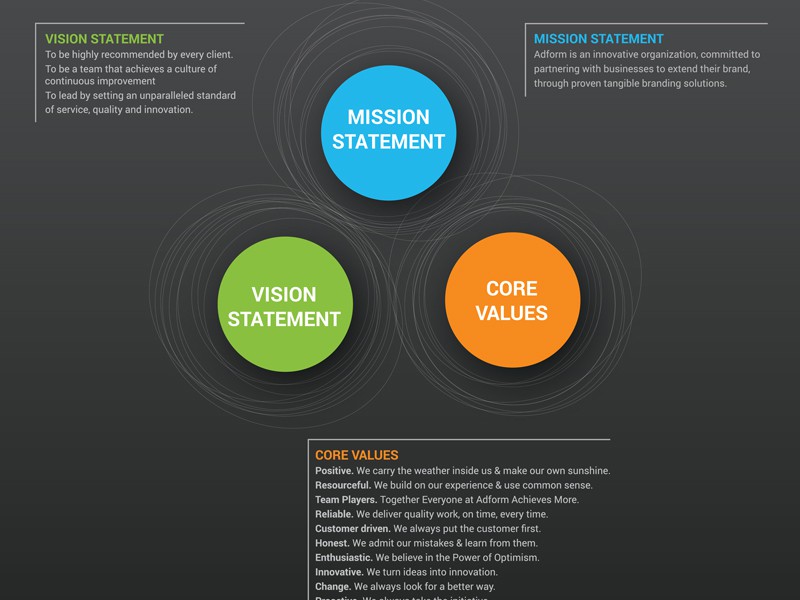 VISION STATEMENT
To be highly recommended by every client.
To be a team that achieves a culture of
continuous improvement
To lead by setting an unparalleled standard
of service, quality and innovation.
MISSION STATEMENT
Adform is an innovative organization, committed to
partnering with businesses to extend their brand,
through proven tangible branding solutions.
MISSION
STATEMENT
VISION
STATEMENT
CORE
VALUES
CORE VALUES
Positive. We carry the weather inside us & make our own sunshine.
Resourceful. We build on our experience & use common sense.
Team Players. Together Everyone at Adform Achieves More.
Reliable. We deliver quality work, on time, every time.
Customer driven. We always put the customer first.
Honest. We admit our mistakes & learn from them.
Enthusiastic. We believe in the Power of Optimism.
Innovative. We turn ideas into innovation.
Change. We always look for a better way.
Proactive. We always take the initiative.